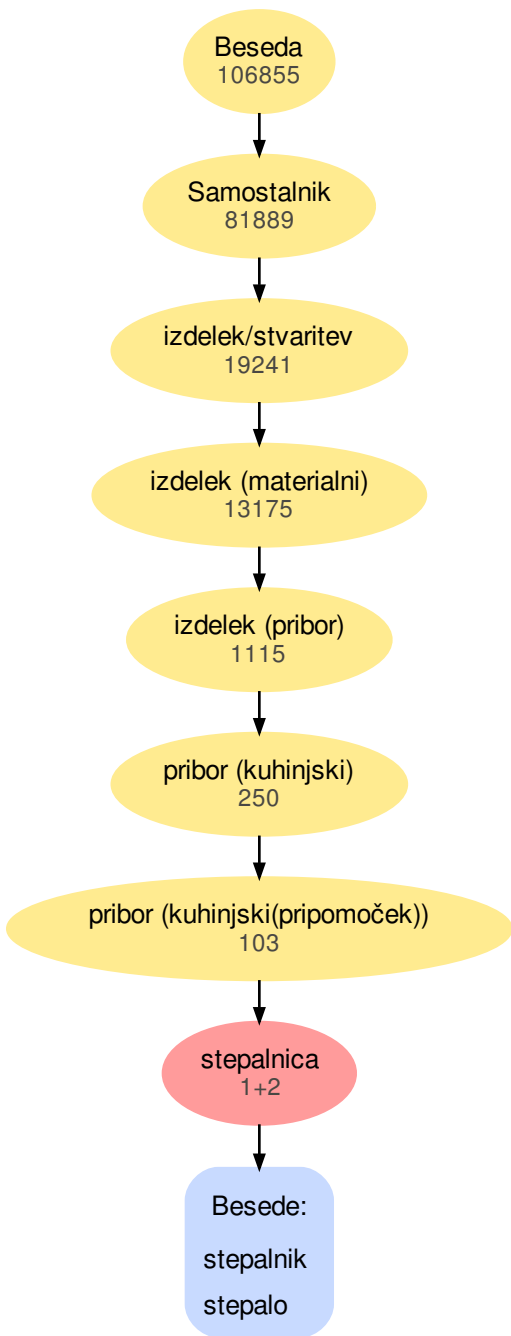 Beseda
106855
Samostalnik
81889
izdelek/stvaritev
19241
izdelek (materialni)
13175
izdelek (pribor)
1115
pribor (kuhinjski)
250
pribor (kuhinjski(pripomoček))
103
stepalnica
1+2
Besede:
stepalnik
stepalo